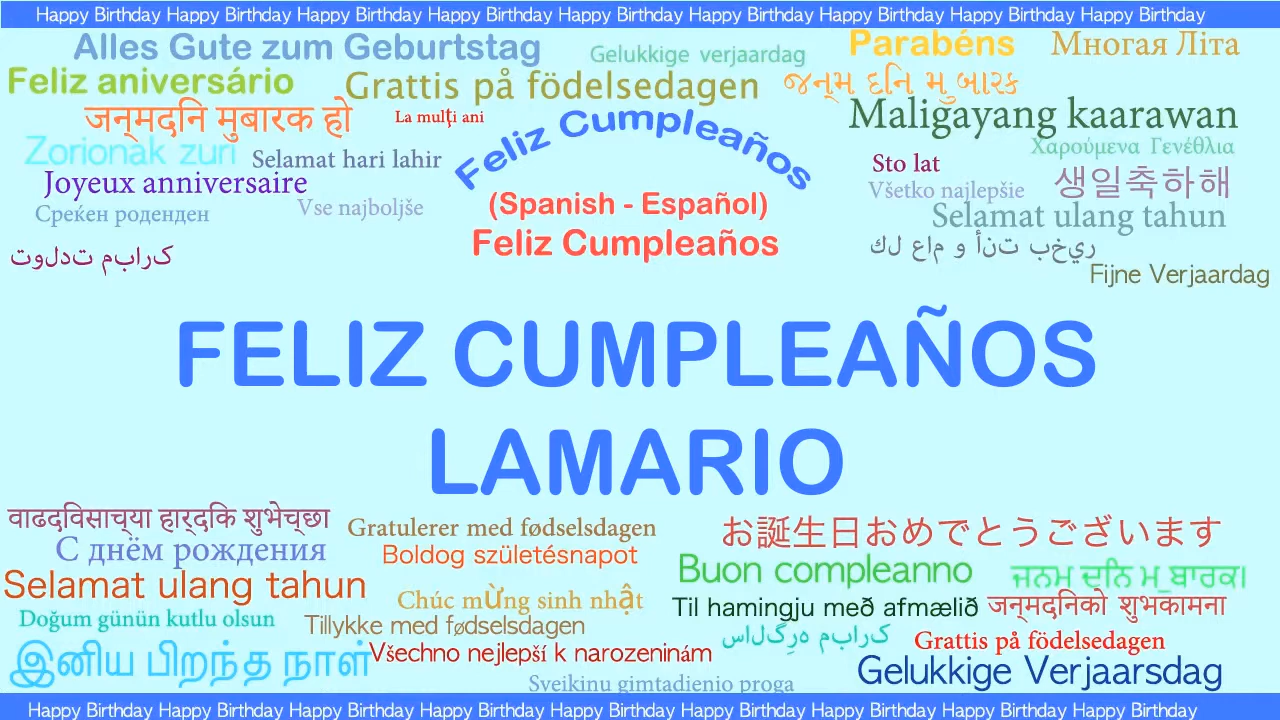 Happy Birthday Happy Birthday Happy Birthday Happy Birthday Happy Birthday Happy Birthday Happy Birthday Happy Birthday Happy Birthday
Alles Gute zum Geburtstag
Gelukkige verjaardag
Parabéns
Многая Літа
Feliz aniversário
Grattis på födelsedagen
જન્મ દિન મુબારક
जन्मदिन मुबारक हो
La mulţi ani
Feliz Cumpleaños
Maligayang kaarawan
Zorionak zuri
Selamat hari lahir
Sto lat
Χαρούμενα Γενέθλια
Joyeux anniversaire
(Spanish - Español)
Všetko najlepšie
생일축하해
Среќен роденден
Vse najboljše
Feliz Cumpleaños
Selamat ulang tahun
تولدت مبارک
كل عام و أنت بخير
Fijne Verjaardag
FELIZ CUMPLEAÑOS
LAMARIO
वाढदिवसाच्या हार्दिक शुभेच्छा
Gratulerer med fødselsdagen
お誕生日おめでとうございます
С днём рождения
Boldog születésnapot
Buon compleanno
ਜਨਮ ਦਿਨ ਮੁਬਾਰਕ।
Selamat ulang tahun
Chúc mừng sinh nhật
Til hamingju með afmælið
जन्मदिनको शुभकामना
Doğum günün kutlu olsun
Tillykke med fødselsdagen
سالگرِه مبارک
Grattis på födelsedagen
இனிய பிறந்த நாள்
Všechno nejlepší k narozeninám
Gelukkige Verjaarsdag
Sveikinu gimtadienio proga
Happy Birthday Happy Birthday Happy Birthday Happy Birthday Happy Birthday Happy Birthday Happy Birthday Happy Birthday Happy Birthday